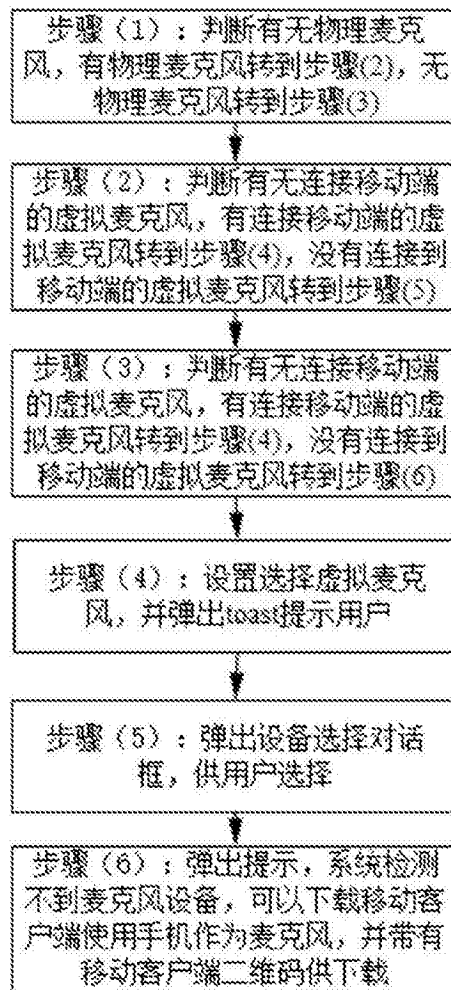 步骤（1）：判断有无物理麦克
风，有物理麦克风转到步骤(2)，无
物理麦克风转到步骤(3)
步骤（2）：判断有无连接移动端
的虚拟麦克风，有连接移动端的虚
拟麦克风转到步骤(4)，没有连接到
移动端的虚拟麦克风转到步骤(5)
步骤（3）：判断有无连接移动端
的虚拟麦克风，有连接移动端的虚
拟麦克风转到步骤(4)，没有连接到
移动端的虚拟麦克风转到步骤(6)
步骤（4）：设置选择虚拟麦克
风，并弹出toast提示用户
步骤（5）：弹出设备选择对话
框，供用户选择
步骤（6）：弹出提示，系统检测
不到麦克风设备，可以下载移动客
户端使用手机作为麦克风，并带有
移动客户端二维码供下载